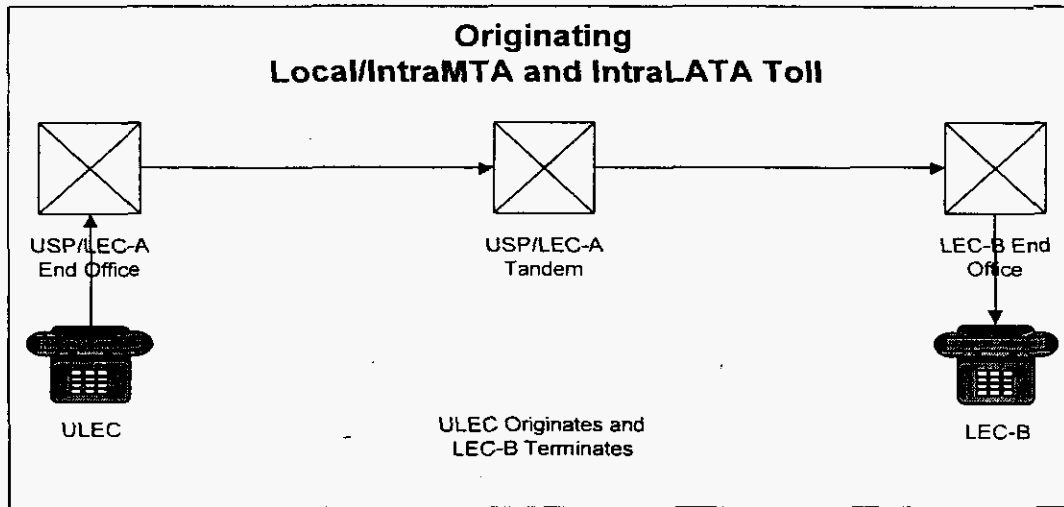 Originating
Local/IntraMTA and IntraLATA Toll
USP/LEC-A
End Office
USP/LEC-A
Tandem
LEC-B End
Office
ULEC
ULEC Originates and
LEC-B Terminates
LEC-B